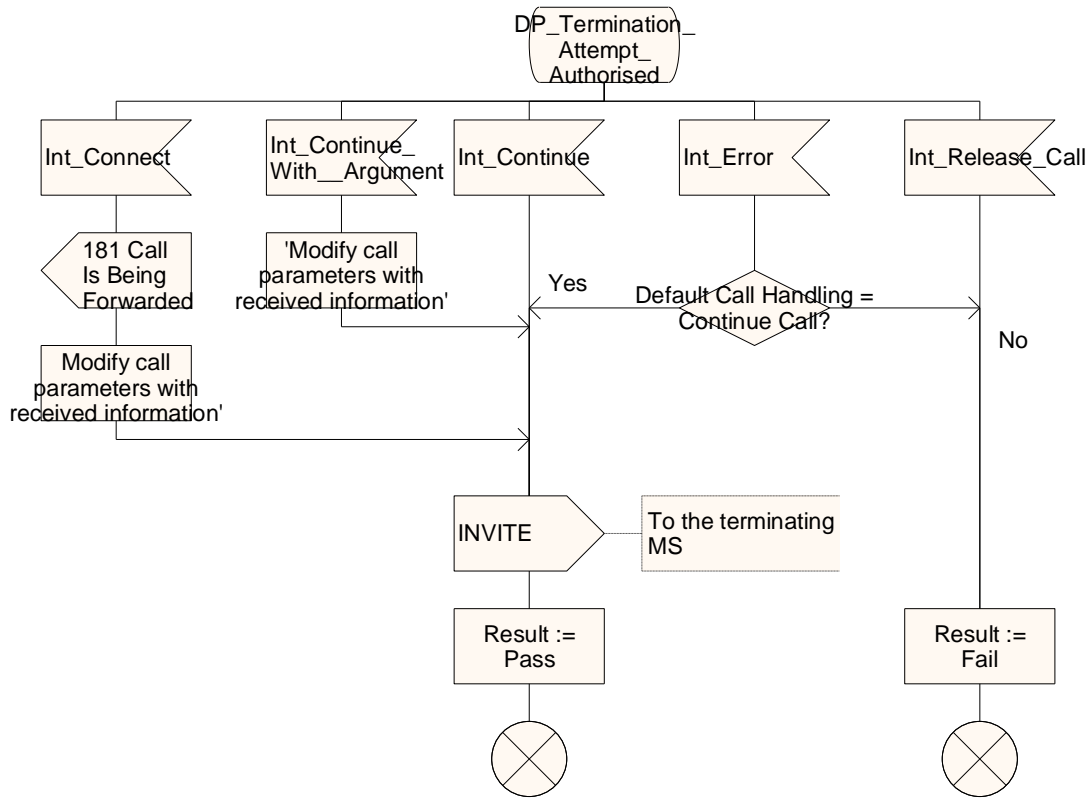 DP_Termination_
Attempt_
Authorised
Int_Connect
Int_Continue_
With__Argument
Int_Continue
Int_Error
Int_Release_Call
181 Call
Is Being
Forwarded
'Modify call
parameters with
received information'
Yes
Default Call Handling =
Continue Call?
No
Modify call
parameters with
received information'
INVITE
To the terminating
MS
Result :=
Pass
Result :=
Fail